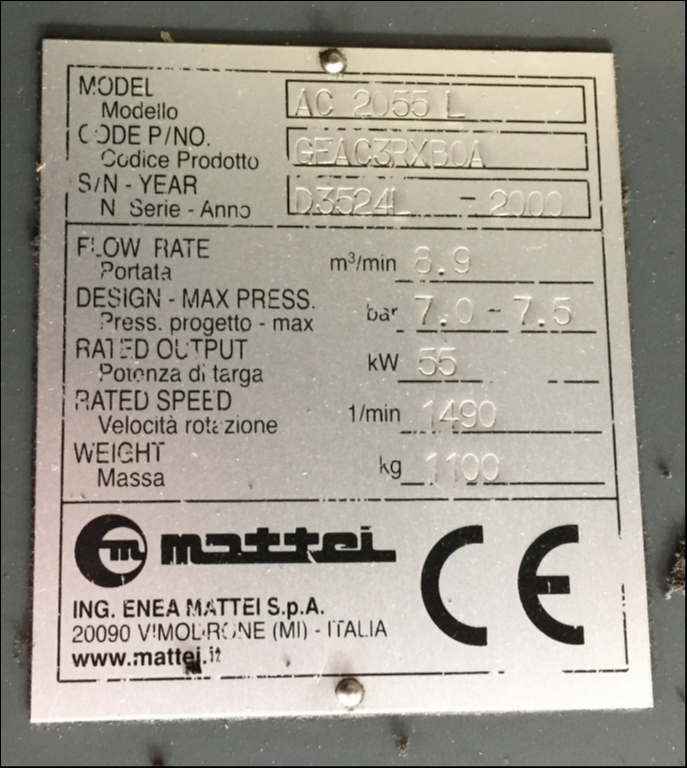 MODEL AC 2055 L
Modello
CODE P/NO. GEAC3RXB0A
Codice Prodotto
S/N - YEAR D3524L - 2000
N Serie - Anno
FLOW RATE m³/min 8.9
Portata
DESIGN - MAX PRESS. bar 7.0 - 7.5
Press. progetto - max
RATED OUTPUT kW 55
Potenza di targa
RATED SPEED 1/min 1490
Velocità rotazione
WEIGHT kg 1100
Massa
m mattei CE
ING. ENEA MATTEI S.p.A.
20090 VIMODRONE (MI) - ITALIA
www.mattei.it